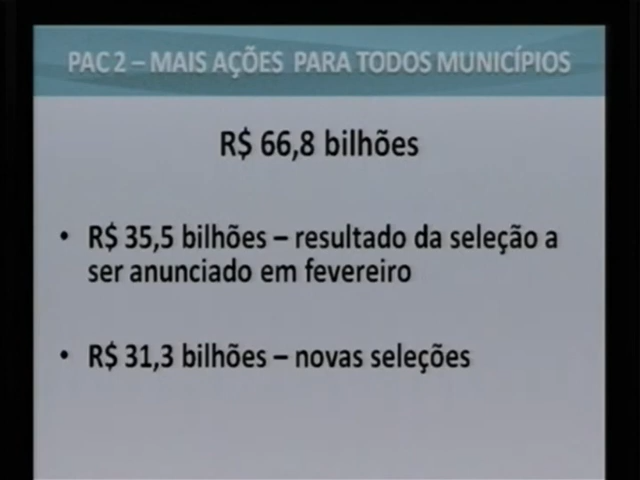 PAC 2 – MAIS AÇÕES PARA TODOS MUNICÍPIOS
R$ 66,8 bilhões
• R$ 35,5 bilhões – resultado da seleção a
ser anunciado em fevereiro
• R$ 31,3 bilhões – novas seleções